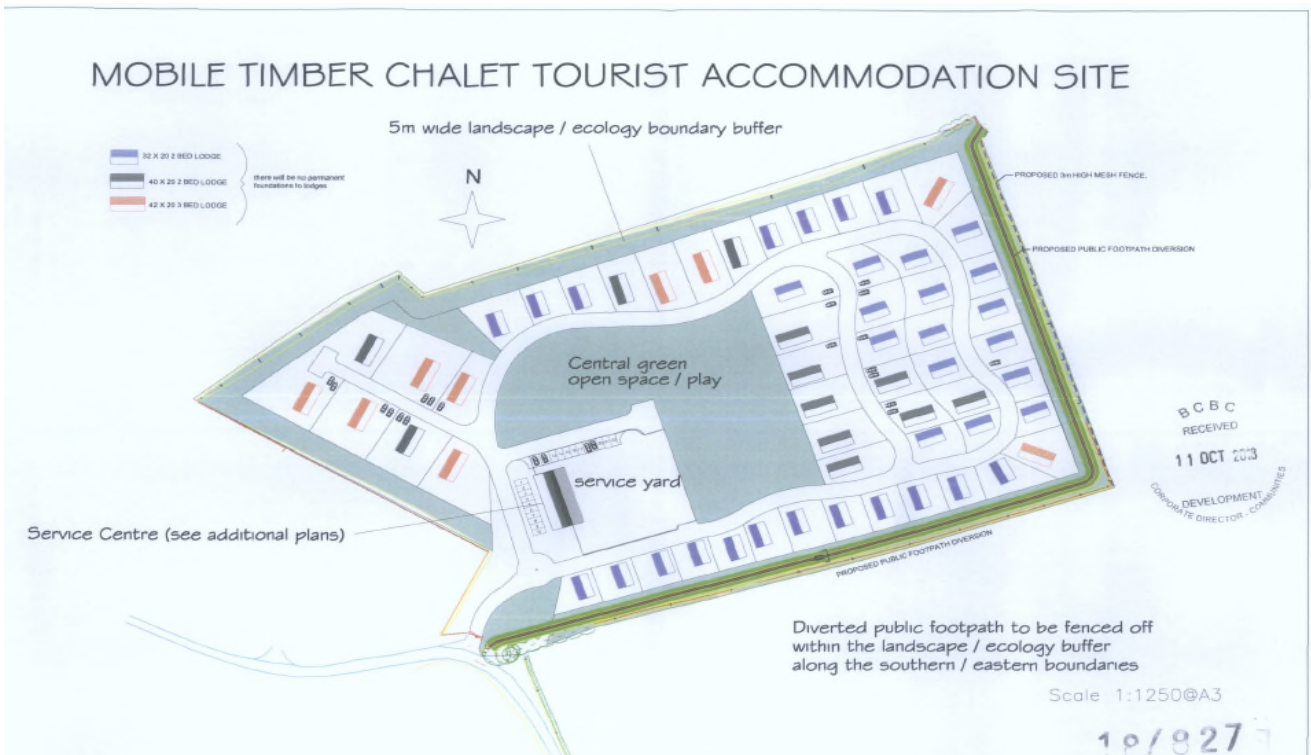 MOBILE TIMBER CHALET TOURIST ACCOMMODATION SITE
5m wide landscape / ecology boundary buffer
32 X 20 2 BED LODGE
40 X 20 2 BED LODGE
42 X 20 3 BED LODGE
there will be no permanent
foundations to lodges
N
PROPOSED 3m HIGH MESH FENCE.
PROPOSED PUBLIC FOOTPATH DIVERSION
Central green
open space / play
service yard
Service Centre (see additional plans)
BCBC
RECEIVED
11 OCT
DEVELOPMENT
CORPORATE DIRECTOR - COMMUNITIES
PROPOSED PUBLIC FOOTPATH DIVERSION
Diverted public footpath to be fenced off
within the landscape / ecology buffer
along the southern / eastern boundaries
Scale 1:1250@A3